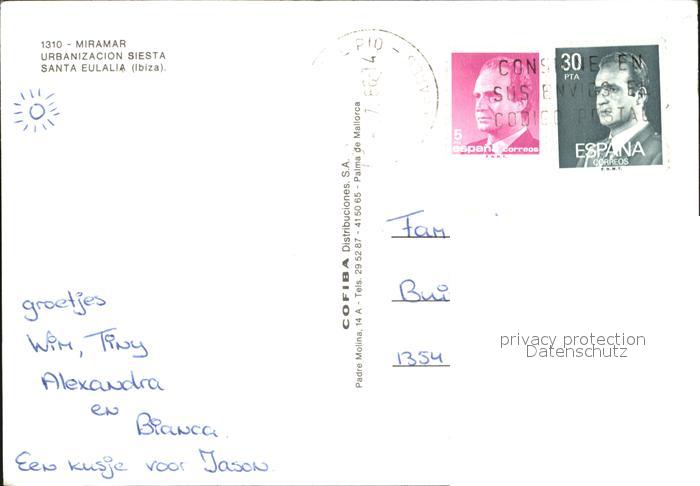 1310 - MIRAMAR
URBANIZACION SIESTA
SANTA EULALIA (Ibiza).
COFIBA Distribuciones, S.A.
Padre Molina, 14 A - Tels. 29 52 87 - 41 50 65 - Palma de Mallorca
5
españa correos
F.N.M.T.
30
PTA
ESPAÑA
CORREOS
F.N.M.T.
CONSIGNE EN
SUS ENVIOS EL
CODIGO POSTAL
Fam
Bui
1354
privacy protection
Datenschutz
groetjes
Wim, Tiny
Alexandra
en
Bianca.
Een kusje voor Jason.